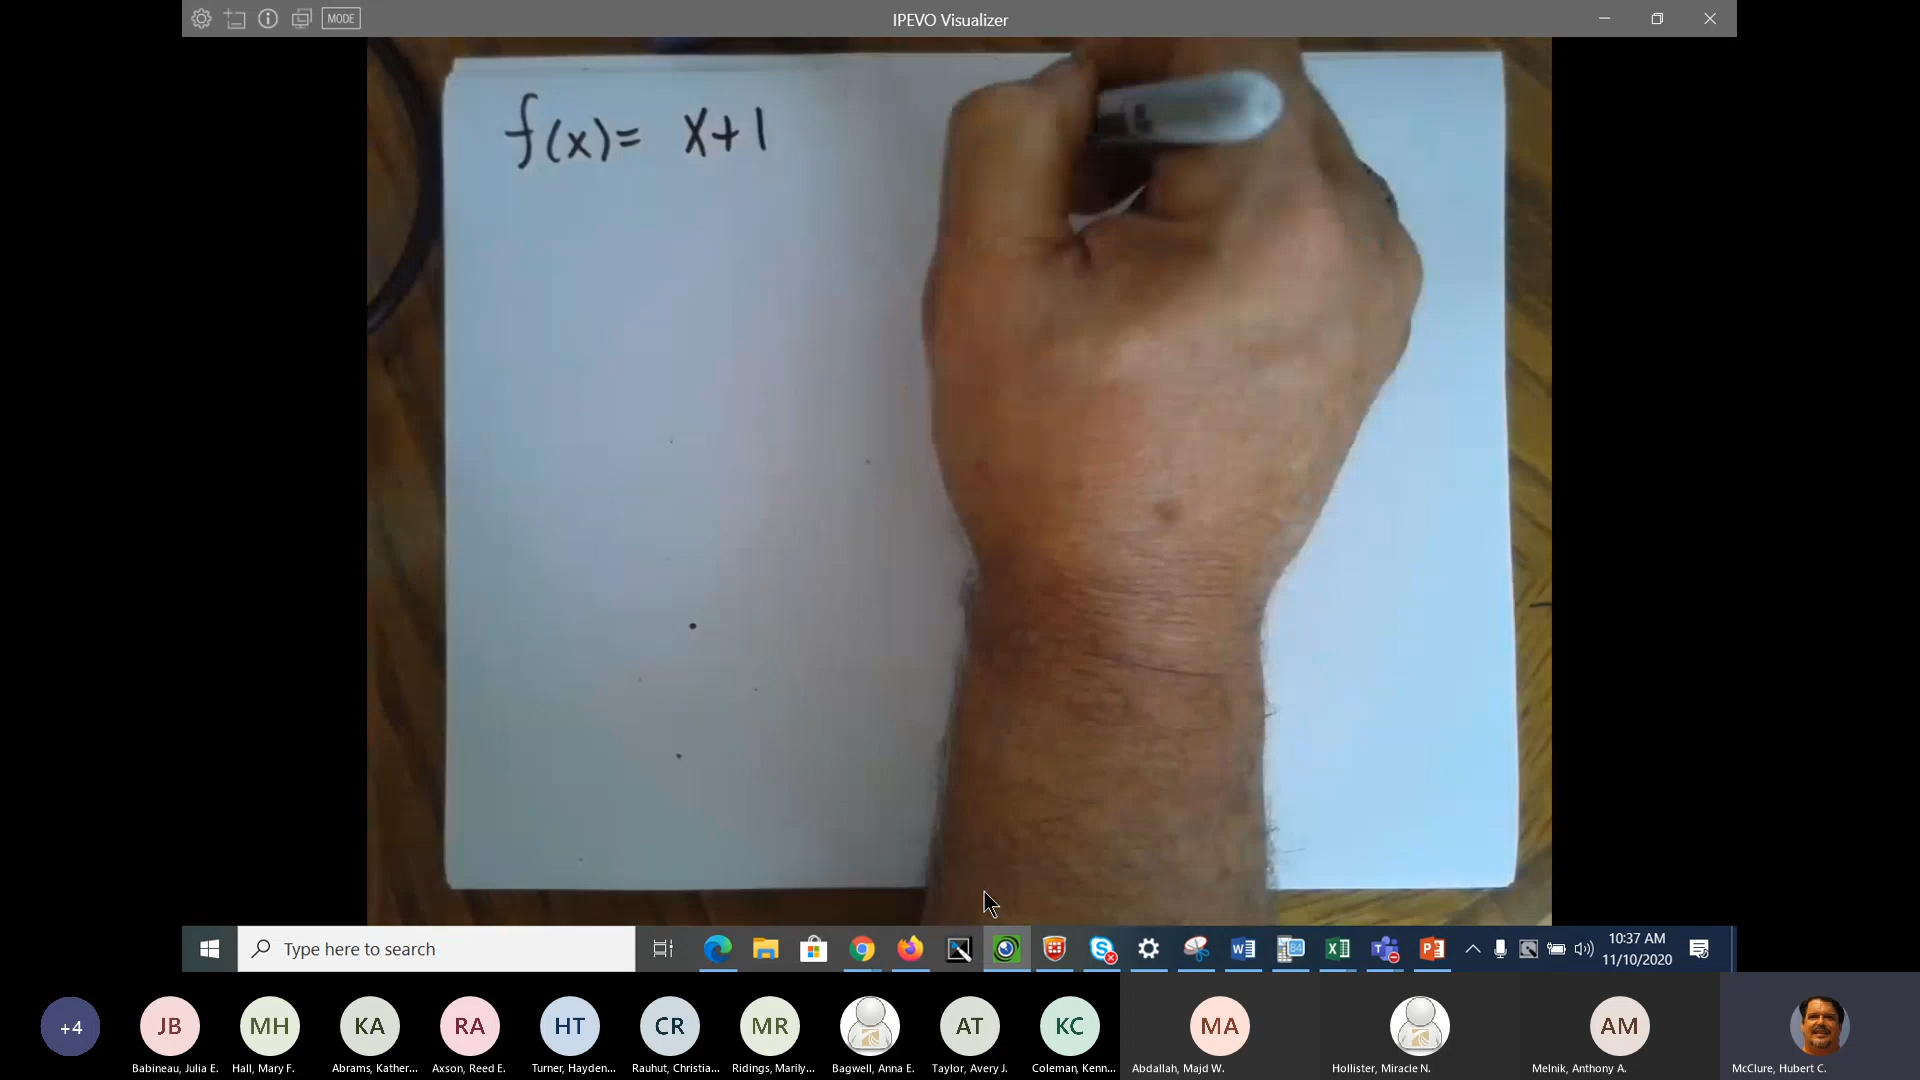 MODE
IPEVO Visualizer
f(x)= x+1
Type here to search
84
10:37 AM
11/10/2020
+4
JB
MH
KA
RA
HT
CR
MR
AT
KC
MA
AM
Babineau, Julia E.
Hall, Mary F.
Abrams, Kather...
Axson, Reed E.
Turner, Hayden...
Rauhut, Christia...
Ridings, Marily...
Bagwell, Anna E.
Taylor, Avery J.
Coleman, Kenn...
Abdallah, Majd W.
Hollister, Miracle N.
Melnik, Anthony A.
McClure, Hubert C.